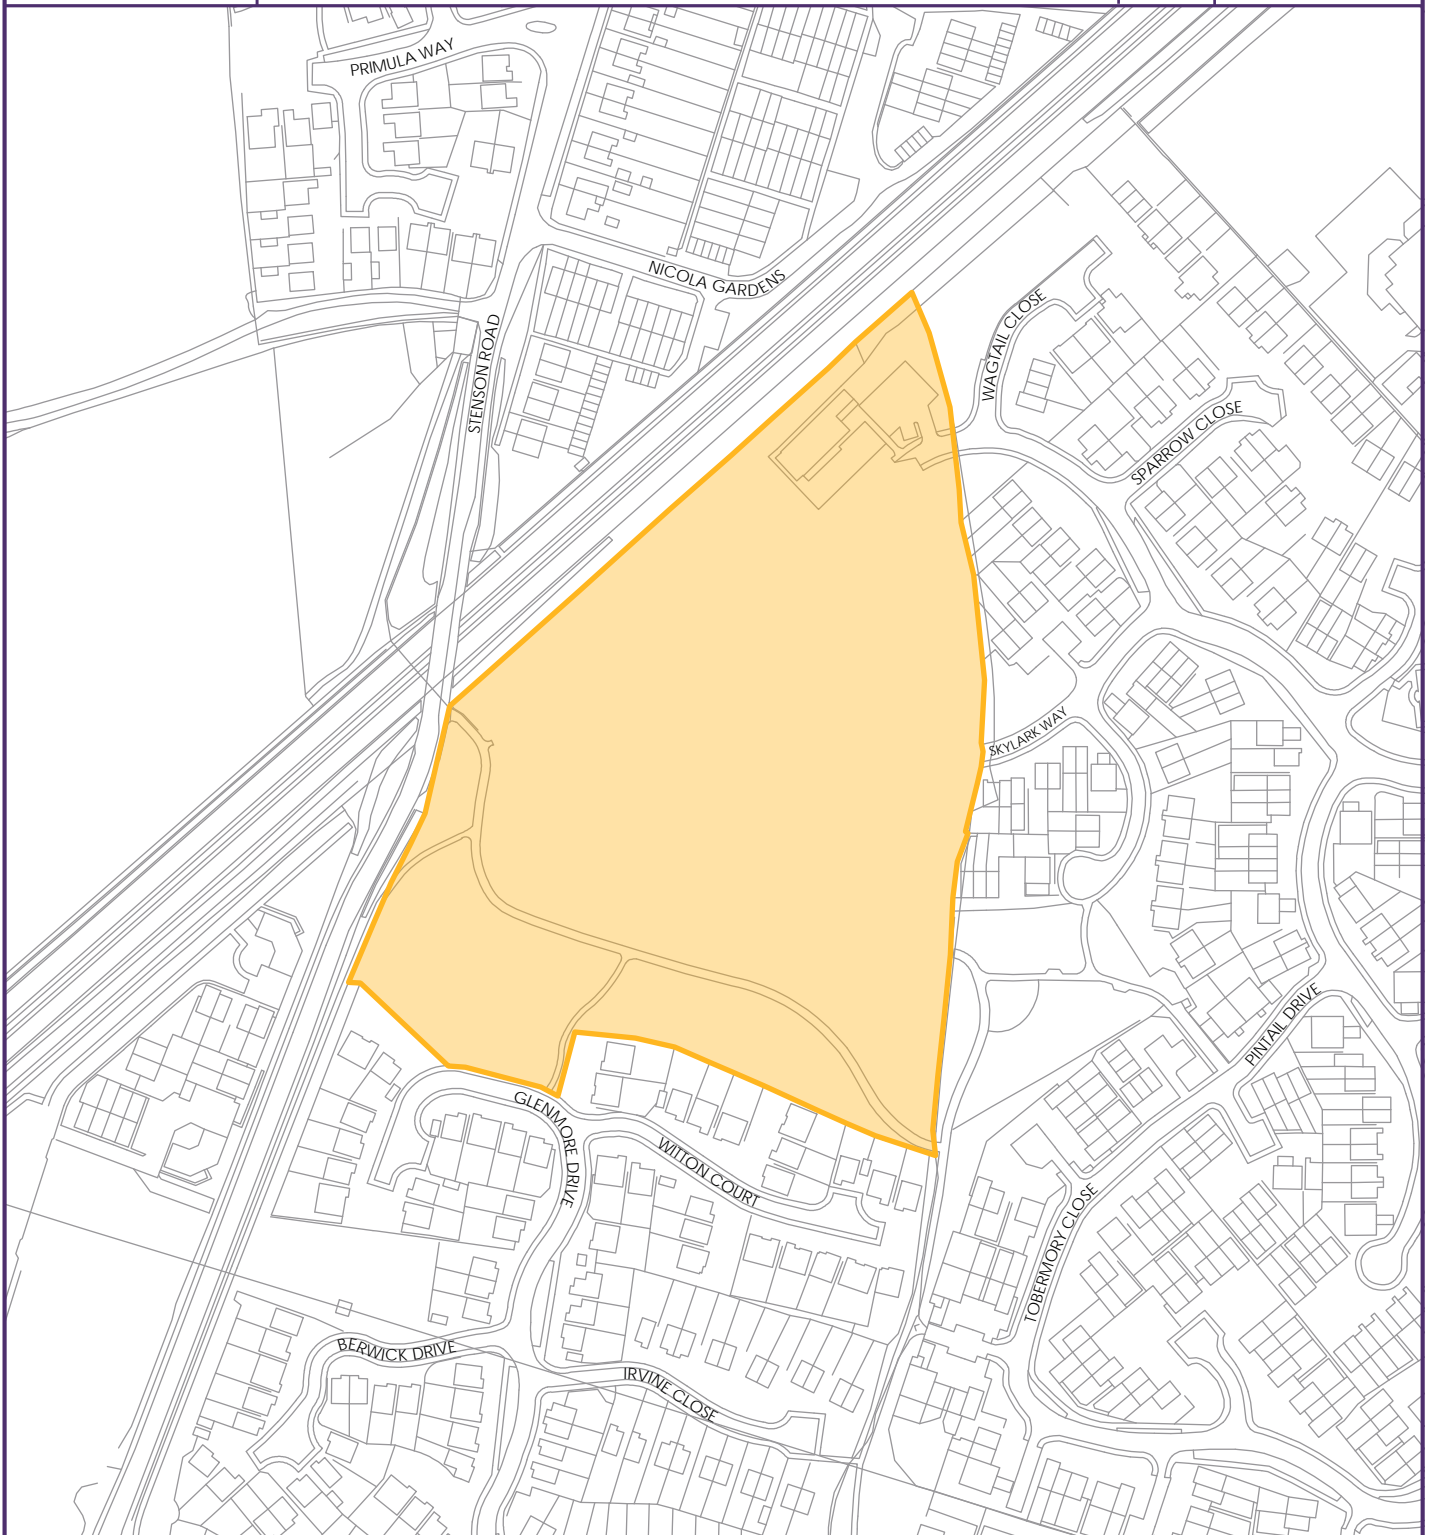 PRIMULA WAY
NICOLA GARDENS
STENSON ROAD
WAGTAIL CLOSE
SPARROW CLOSE
SKYLARK WAY
PINTAIL DRIVE
GLENMORE DRIVE
WITTON COURT
TOBERMORY CLOSE
BERWICK DRIVE
IRVINE CLOSE